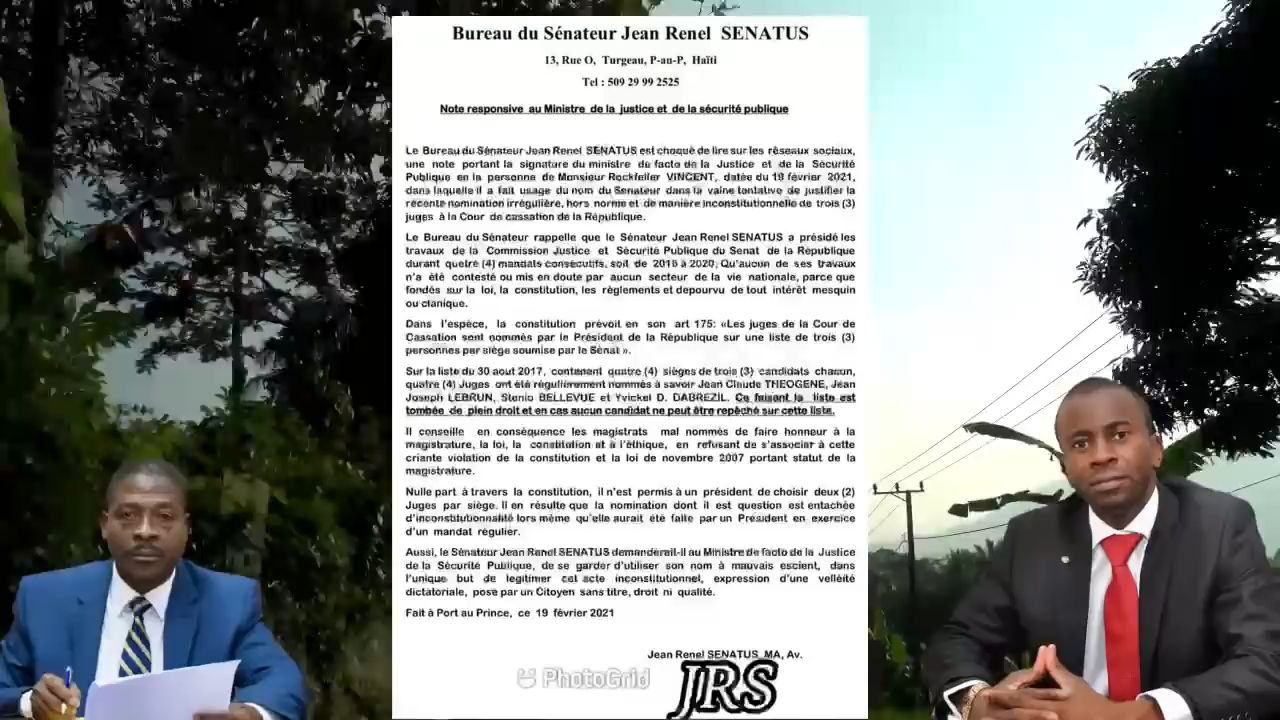 Bureau du Sénateur Jean Renel SENATUS
13, Rue O, Turgeau, P-au-P, Haïti
Tel : 509 29 99 2525
Note responsive au Ministre de la justice et de la sécurité publique
Le Bureau du Sénateur Jean Renel SENATUS est choqué de lire sur les réseaux sociaux,
une note portant la signature du ministre de facto de la Justice et de la Sécurité
Publique en la personne de Monsieur Rockfeller VINCENT, datée du 19 février 2021,
dans laquelle il a fait usage du nom du Senateur dans la vaine tentative de justifier la
récente nomination irrégulière, hors norme et de manière inconstitutionnelle de trois (3)
juges à la Cour de cassation de la République.
Le Bureau du Sénateur rappelle que le Sénateur Jean Renel SENATUS a présidé les
travaux de la Commission Justice et Sécurité Publique du Senat de la République
durant quatre (4) mandats consecutifs, soit de 2016 à 2020, Qu'aucun de ses travaux
n'a été contesté ou mis en doute par aucun secteur de la vie nationale, parce que
fondés sur la loi, la constitution, les règlements et depourvu de tout intérêt mesquin
ou clanique.
Dans l'espèce, la constitution prévoit en son art 175: «Les juges de la Cour de
Cassation sont nommés par le Président de la République sur une liste de trois (3)
personnes par siège soumise par le Sénat ».
Sur la liste du 30 aout 2017, contenant quatre (4) sièges de trois (3) candidats chacun,
quatre (4) Juges ont été régulièrement nommés à savoir Jean Claude THEOGENE, Jean
Joseph LEBRUN, Stenio BELLEVUE et Yvickel D. DABREZIL. Ce faisant la liste est
tombée de plein droit et en cas aucun candidat ne peut être repêché sur cette liste.
Il conseille en conséquence les magistrats mal nommés de faire honneur à la
magistrature, la loi, la constitution et à l'éthique, en refusant de s'associer à cette
criante violation de la constitution et la loi de novembre 2007 portant statut de la
magistrature.
Nulle part à travers la constitution, il n'est permis à un président de choisir deux (2)
Juges par siège. Il en résulte que la nomination dont il est question est entachée
d'inconstitutionnalité lors même qu'elle aurait été faite par un Président en exercice
d'un mandat régulier.
Aussi, le Sénateur Jean Renel SENATUS demanderait-il au Ministre de facto de la Justice
de la Sécurité Publique, de se garder d'utiliser son nom à mauvais escient, dans
l'unique but de legitimer cet acte inconstitutionnel, expression d'une velléité
dictatoriale, posé par un Citoyen sans titre, droit ni qualité.
Fait à Port au Prince, ce 19 février 2021
Jean Renel SENATUS MA, Av.
PhotoGrid
JRS